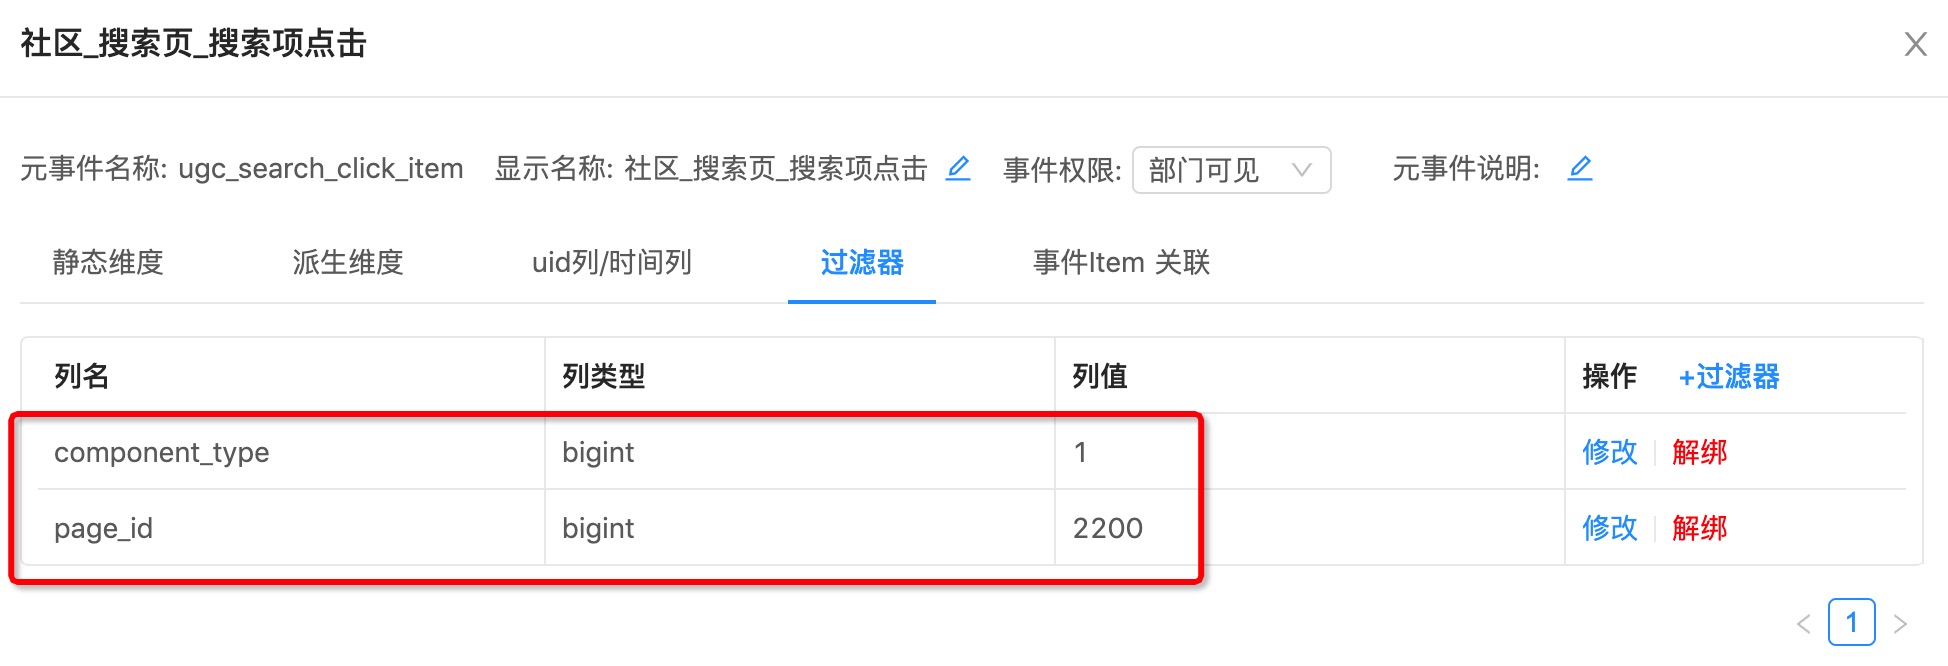 社区_搜索页_搜索项点击
元事件名称: ugc_search_click_item 显示名称: 社区_搜索页_搜索项点击 事件权限: 部门可见 元事件说明:
静态维度 派生维度 uid列/时间列 过滤器 事件Item 关联
列名 列类型 列值 操作 +过滤器
component_type bigint 1 修改 解绑
page_id bigint 2200 修改 解绑
< 1 >